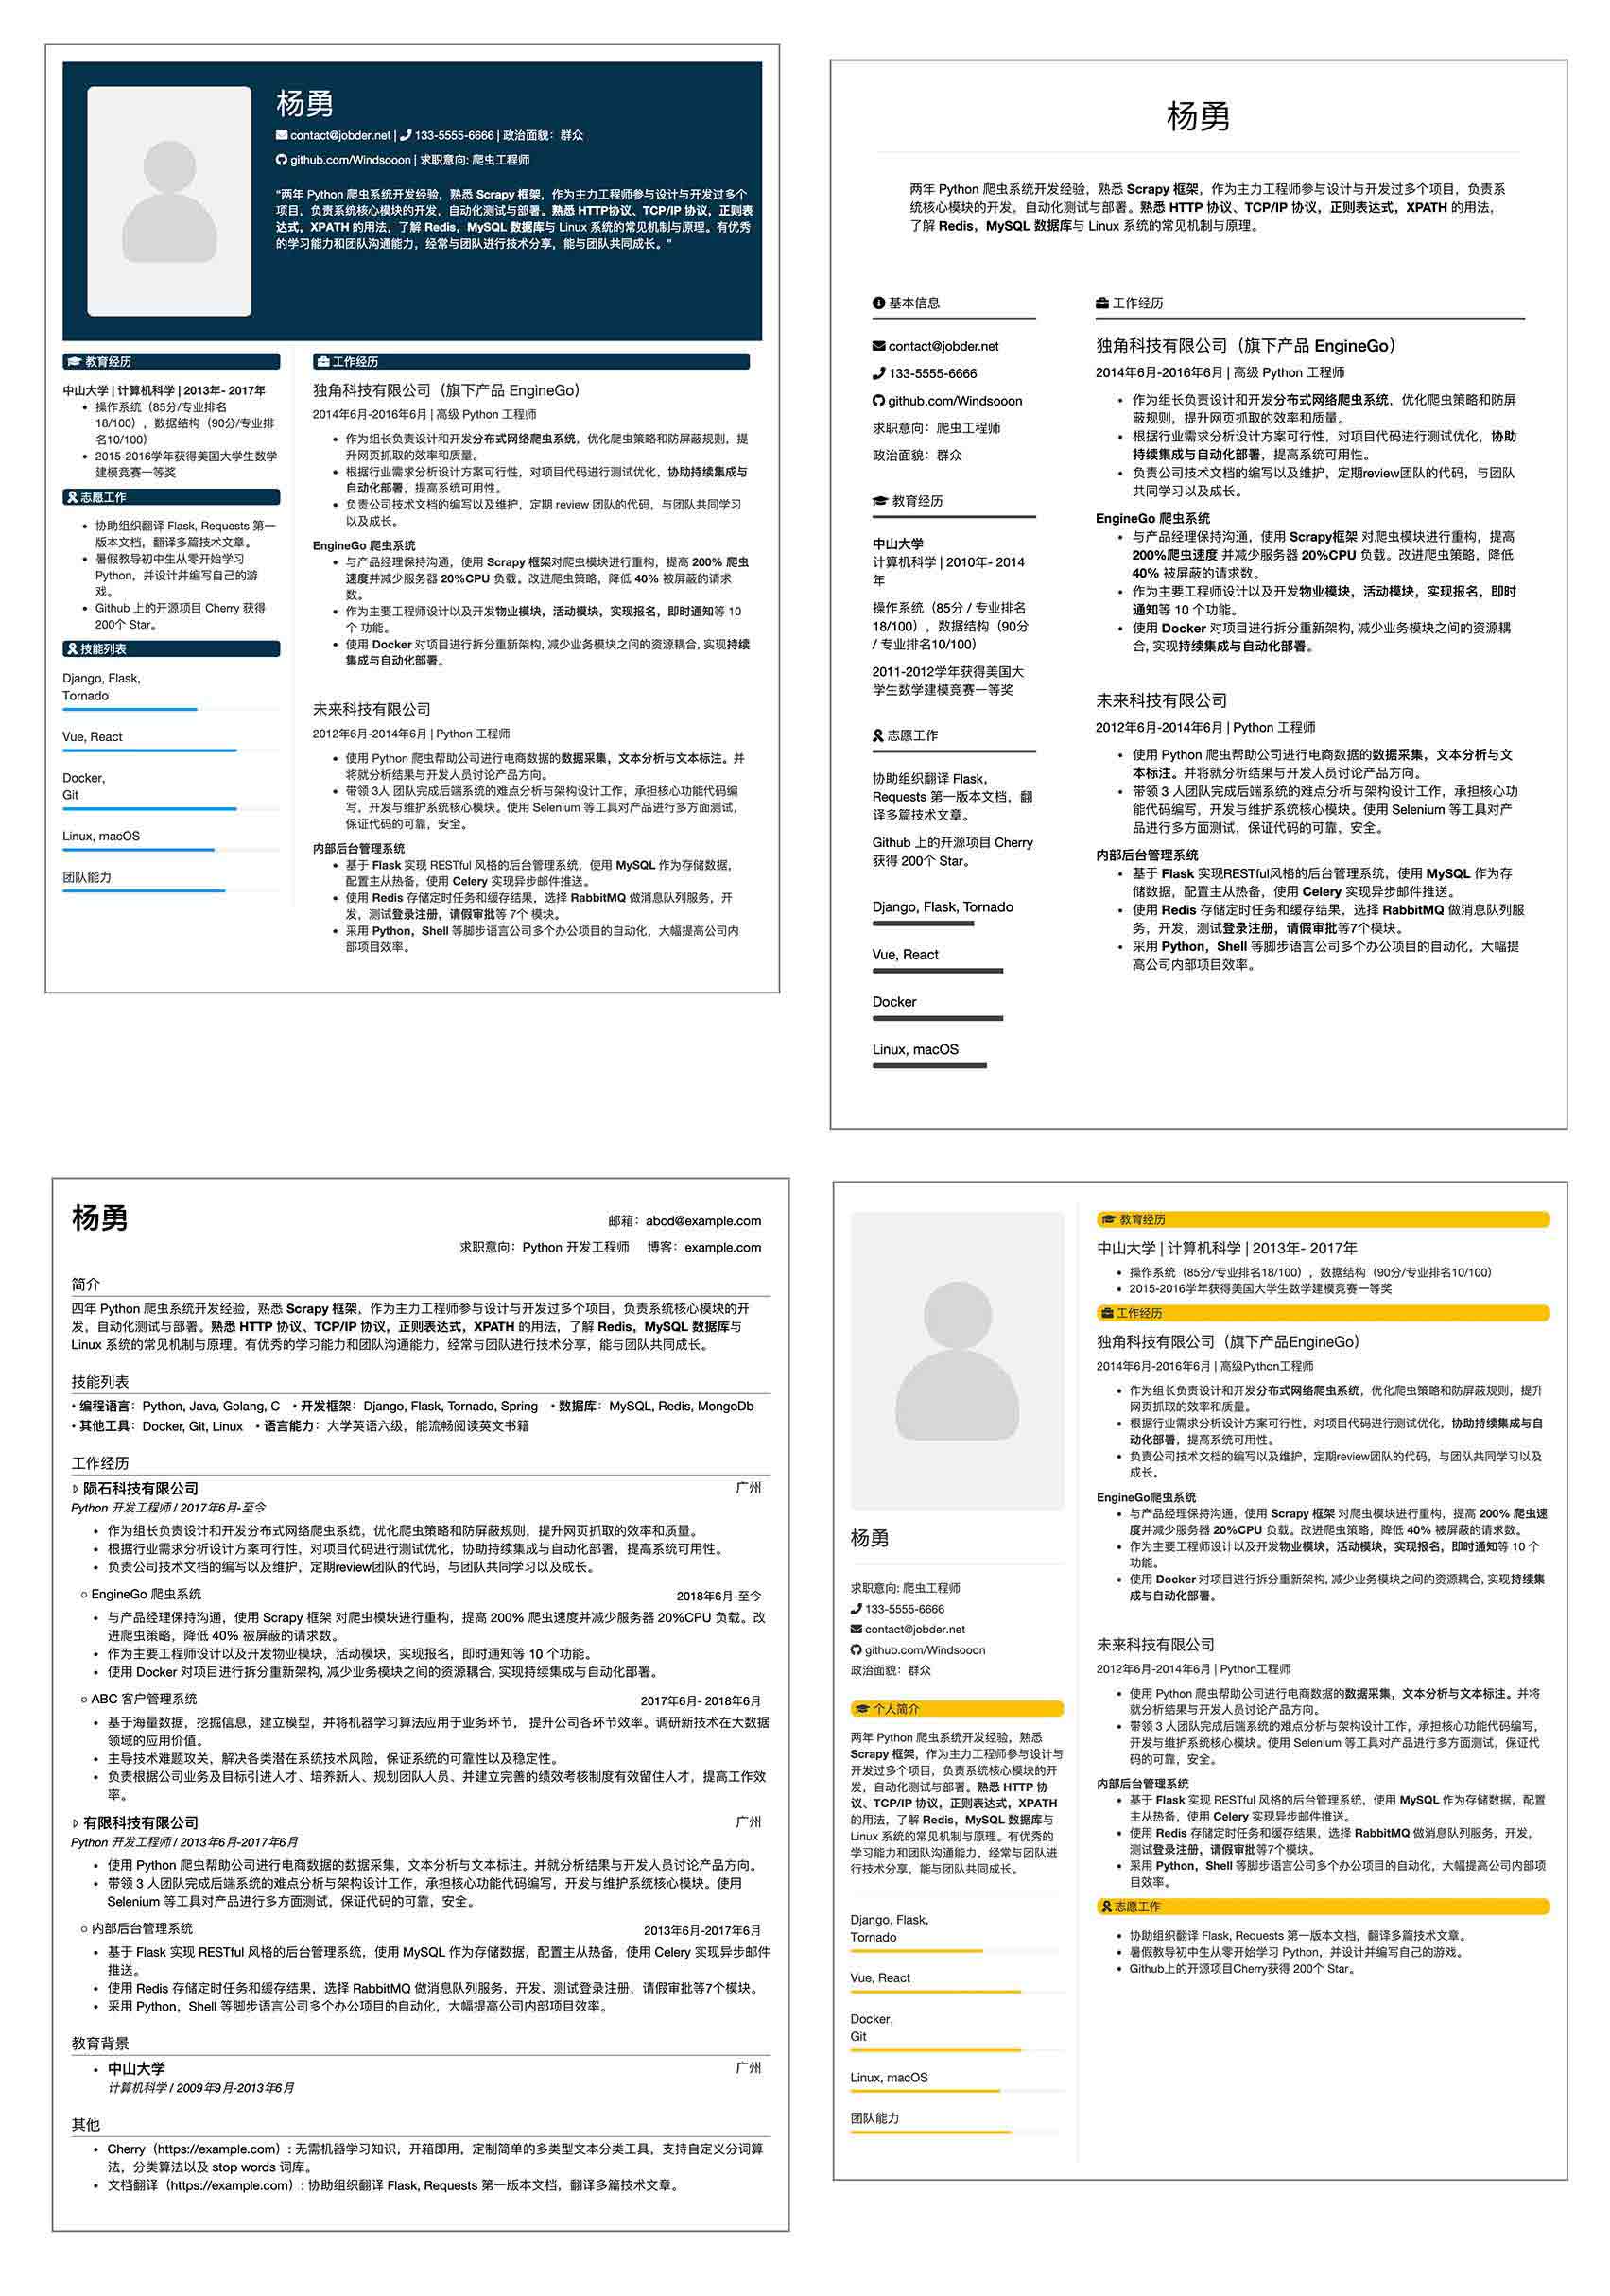 杨勇
contact@jobder.net | 133-5555-6666 | 政治面貌：群众
github.com/Windsooon | 求职意向: 爬虫工程师
"两年 Python 爬虫系统开发经验，熟悉 Scrapy 框架，作为主力工程师参与设计与开发过多个
项目，负责系统核心模块的开发，自动化测试与部署。熟悉 HTTP协议、TCP/IP 协议，正则表
达式，XPATH 的用法，了解 Redis，MySQL 数据库与 Linux 系统的常见机制与原理。有优秀
的学习能力和团队沟通能力，经常与团队进行技术分享，能与团队共同成长。"
教育经历
中山大学 | 计算机科学 | 2013年- 2017年
• 操作系统（85分/专业排名
18/100），数据结构（90分/专业排
名10/100）
• 2015-2016学年获得美国大学生数学
建模竞赛一等奖
志愿工作
• 协助组织翻译 Flask, Requests 第一
版本文档，翻译多篇技术文章。
• 暑假教导初中生从零开始学习
Python，并设计并编写自己的游
戏。
• Github 上的开源项目 Cherry 获得
200个 Star。
技能列表
Django, Flask,
Tornado
Vue, React
Docker,
Git
Linux, macOS
团队能力
工作经历
独角科技有限公司（旗下产品 EngineGo）
2014年6月-2016年6月 | 高级 Python 工程师
• 作为组长负责设计和开发分布式网络爬虫系统，优化爬虫策略和防屏蔽规则，提
升网页抓取的效率和质量。
• 根据行业需求分析设计方案可行性，对项目代码进行测试优化，协助持续集成与
自动化部署，提高系统可用性。
• 负责公司技术文档的编写以及维护，定期 review 团队的代码，与团队共同学习
以及成长。
EngineGo 爬虫系统
• 与产品经理保持沟通，使用 Scrapy 框架对爬虫模块进行重构，提高 200% 爬虫
速度并减少服务器 20%CPU 负载。改进爬虫策略，降低 40% 被屏蔽的请求
数。
• 作为主要工程师设计以及开发物业模块，活动模块，实现报名，即时通知等 10
个 功能。
• 使用 Docker 对项目进行拆分重新架构, 减少业务模块之间的资源耦合, 实现持续
集成与自动化部署。
未来科技有限公司
2012年6月-2014年6月 | Python 工程师
• 使用 Python 爬虫帮助公司进行电商数据的数据采集，文本分析与文本标注。并
将就分析结果与开发人员讨论产品方向。
• 带领 3人 团队完成后端系统的难点分析与架构设计工作，承担核心功能代码编
写，开发与维护系统核心模块。使用 Selenium 等工具对产品进行多方面测试，
保证代码的可靠，安全。
内部后台管理系统
• 基于 Flask 实现 RESTful 风格的后台管理系统，使用 MySQL 作为存储数据，
配置主从热备，使用 Celery 实现异步邮件推送。
• 使用 Redis 存储定时任务和缓存结果，选择 RabbitMQ 做消息队列服务，开
发，测试登录注册，请假审批等 7个 模块。
• 采用 Python，Shell 等脚步语言公司多个办公项目的自动化，大幅提高公司内
部项目效率。
杨勇
两年 Python 爬虫系统开发经验，熟悉 Scrapy 框架，作为主力工程师参与设计与开发过多个项目，负责系
统核心模块的开发，自动化测试与部署。熟悉 HTTP 协议、TCP/IP 协议，正则表达式，XPATH 的用法，
了解 Redis，MySQL 数据库与 Linux 系统的常见机制与原理。
基本信息
contact@jobder.net
133-5555-6666
github.com/Windsooon
求职意向：爬虫工程师
政治面貌：群众
教育经历
中山大学
计算机科学 | 2010年- 2014
年
操作系统（85分 / 专业排名
18/100），数据结构（90分
/ 专业排名10/100）
2011-2012学年获得美国大
学生数学建模竞赛一等奖
志愿工作
协助组织翻译 Flask,
Requests 第一版本文档，翻
译多篇技术文章。
Github 上的开源项目 Cherry
获得 200个 Star。
Django, Flask, Tornado
Vue, React
Docker
Linux, macOS
工作经历
独角科技有限公司（旗下产品 EngineGo）
2014年6月-2016年6月 | 高级 Python 工程师
• 作为组长负责设计和开发分布式网络爬虫系统，优化爬虫策略和防屏
蔽规则，提升网页抓取的效率和质量。
• 根据行业需求分析设计方案可行性，对项目代码进行测试优化，协助
持续集成与自动化部署，提高系统可用性。
• 负责公司技术文档的编写以及维护，定期review团队的代码，与团队
共同学习以及成长。
EngineGo 爬虫系统
• 与产品经理保持沟通，使用 Scrapy框架 对爬虫模块进行重构，提高
200%爬虫速度 并减少服务器 20%CPU 负载。改进爬虫策略，降低
40% 被屏蔽的请求数。
• 作为主要工程师设计以及开发物业模块，活动模块，实现报名，即时
通知等 10 个功能。
• 使用 Docker 对项目进行拆分重新架构, 减少业务模块之间的资源耦
合, 实现持续集成与自动化部署。
未来科技有限公司
2012年6月-2014年6月 | Python 工程师
• 使用 Python 爬虫帮助公司进行电商数据的数据采集，文本分析与文
本标注。并将就分析结果与开发人员讨论产品方向。
• 带领 3 人团队完成后端系统的难点分析与架构设计工作，承担核心功
能代码编写，开发与维护系统核心模块。使用 Selenium 等工具对产
品进行多方面测试，保证代码的可靠，安全。
内部后台管理系统
• 基于 Flask 实现RESTful风格的后台管理系统，使用 MySQL 作为存
储数据，配置主从热备，使用 Celery 实现异步邮件推送。
• 使用 Redis 存储定时任务和缓存结果，选择 RabbitMQ 做消息队列服
务，开发，测试登录注册，请假审批等7个模块。
• 采用 Python，Shell 等脚步语言公司多个办公项目的自动化，大幅提
高公司内部项目效率。
杨勇
邮箱：abcd@example.com
求职意向：Python 开发工程师 博客：example.com
简介
四年 Python 爬虫系统开发经验，熟悉 Scrapy 框架，作为主力工程师参与设计与开发过多个项目，负责系统核心模块的开
发，自动化测试与部署。熟悉 HTTP 协议、TCP/IP 协议，正则表达式，XPATH 的用法，了解 Redis，MySQL 数据库与
Linux 系统的常见机制与原理。有优秀的学习能力和团队沟通能力，经常与团队进行技术分享，能与团队共同成长。
技能列表
• 编程语言：Python, Java, Golang, C • 开发框架：Django, Flask, Tornado, Spring • 数据库：MySQL, Redis, MongoDb
• 其他工具：Docker, Git, Linux • 语言能力：大学英语六级，能流畅阅读英文书籍
工作经历
陨石科技有限公司 广州
Python 开发工程师 / 2017年6月-至今
• 作为组长负责设计和开发分布式网络爬虫系统，优化爬虫策略和防屏蔽规则，提升网页抓取的效率和质量。
• 根据行业需求分析设计方案可行性，对项目代码进行测试优化，协助持续集成与自动化部署，提高系统可用性。
• 负责公司技术文档的编写以及维护，定期review团队的代码，与团队共同学习以及成长。
EngineGo 爬虫系统 2018年6月-至今
• 与产品经理保持沟通，使用 Scrapy 框架 对爬虫模块进行重构，提高 200% 爬虫速度并减少服务器 20%CPU 负载。改
进爬虫策略，降低 40% 被屏蔽的请求数。
• 作为主要工程师设计以及开发物业模块，活动模块，实现报名，即时通知等 10 个功能。
• 使用 Docker 对项目进行拆分重新架构, 减少业务模块之间的资源耦合, 实现持续集成与自动化部署。
ABC 客户管理系统 2017年6月- 2018年6月
• 基于海量数据，挖掘信息，建立模型，并将机器学习算法应用于业务环节， 提升公司各环节效率。调研新技术在大数据
领域的应用价值。
• 主导技术难题攻关，解决各类潜在系统技术风险，保证系统的可靠性以及稳定性。
• 负责根据公司业务及目标引进人才、培养新人、规划团队人员、并建立完善的绩效考核制度有效留住人才，提高工作效
率。
有限科技有限公司 广州
Python 开发工程师 / 2013年6月-2017年6月
• 使用 Python 爬虫帮助公司进行电商数据的数据采集，文本分析与文本标注。并就分析结果与开发人员讨论产品方向。
• 带领 3 人团队完成后端系统的难点分析与架构设计工作，承担核心功能代码编写，开发与维护系统核心模块。使用
Selenium 等工具对产品进行多方面测试，保证代码的可靠，安全。
内部后台管理系统 2013年6月-2017年6月
• 基于 Flask 实现 RESTful 风格的后台管理系统，使用 MySQL 作为存储数据，配置主从热备，使用 Celery 实现异步邮件
推送。
• 使用 Redis 存储定时任务和缓存结果，选择 RabbitMQ 做消息队列服务，开发，测试登录注册，请假审批等7个模块。
• 采用 Python，Shell 等脚步语言公司多个办公项目的自动化，大幅提高公司内部项目效率。
教育背景
• 中山大学 广州
计算机科学 / 2009年9月-2013年6月
其他
• Cherry（https://example.com）: 无需机器学习知识，开箱即用，定制简单的多类型文本分类工具，支持自定义分词算
法，分类算法以及 stop words 词库。
• 文档翻译（https://example.com）: 协助组织翻译 Flask, Requests 第一版本文档，翻译多篇技术文章。
杨勇
求职意向: 爬虫工程师
133-5555-6666
contact@jobder.net
github.com/Windsooon
政治面貌：群众
个人简介
两年 Python 爬虫系统开发经验，熟悉
Scrapy 框架，作为主力工程师参与设计与
开发过多个项目，负责系统核心模块的开
发，自动化测试与部署。熟悉 HTTP 协
议、TCP/IP 协议，正则表达式，XPATH
的用法，了解 Redis，MySQL 数据库与
Linux 系统的常见机制与原理。有优秀的
学习能力和团队沟通能力，经常与团队进
行技术分享，能与团队共同成长。
Django, Flask,
Tornado
Vue, React
Docker,
Git
Linux, macOS
团队能力
教育经历
中山大学 | 计算机科学 | 2013年- 2017年
• 操作系统（85分/专业排名18/100），数据结构（90分/专业排名10/100）
• 2015-2016学年获得美国大学生数学建模竞赛一等奖
工作经历
独角科技有限公司（旗下产品EngineGo）
2014年6月-2016年6月 | 高级Python工程师
• 作为组长负责设计和开发分布式网络爬虫系统，优化爬虫策略和防屏蔽规则，提升
网页抓取的效率和质量。
• 根据行业需求分析设计方案可行性，对项目代码进行测试优化，协助持续集成与自
动化部署，提高系统可用性。
• 负责公司技术文档的编写以及维护，定期review团队的代码，与团队共同学习以及
成长。
EngineGo爬虫系统
• 与产品经理保持沟通，使用 Scrapy 框架 对爬虫模块进行重构，提高 200% 爬虫速
度并减少服务器 20%CPU 负载。改进爬虫策略，降低 40% 被屏蔽的请求数。
• 作为主要工程师设计以及开发物业模块，活动模块，实现报名，即时通知等 10 个
功能。
• 使用 Docker 对项目进行拆分重新架构, 减少业务模块之间的资源耦合, 实现持续集
成与自动化部署。
未来科技有限公司
2012年6月-2014年6月 | Python工程师
• 使用 Python 爬虫帮助公司进行电商数据的数据采集，文本分析与文本标注。并将
就分析结果与开发人员讨论产品方向。
• 带领 3 人团队完成后端系统的难点分析与架构设计工作，承担核心功能代码编写，
开发与维护系统核心模块。使用 Selenium 等工具对产品进行多方面测试，保证代
码的可靠，安全。
内部后台管理系统
• 基于 Flask 实现 RESTful 风格的后台管理系统，使用 MySQL 作为存储数据，配置
主从热备，使用 Celery 实现异步邮件推送。
• 使用 Redis 存储定时任务和缓存结果，选择 RabbitMQ 做消息队列服务，开发，
测试登录注册，请假审批等7个模块。
• 采用 Python，Shell 等脚步语言公司多个办公项目的自动化，大幅提高公司内部项
目效率。
志愿工作
• 协助组织翻译 Flask, Requests 第一版本文档，翻译多篇技术文章。
• 暑假教导初中生从零开始学习 Python，并设计并编写自己的游戏。
• Github上的开源项目Cherry获得 200个 Star。